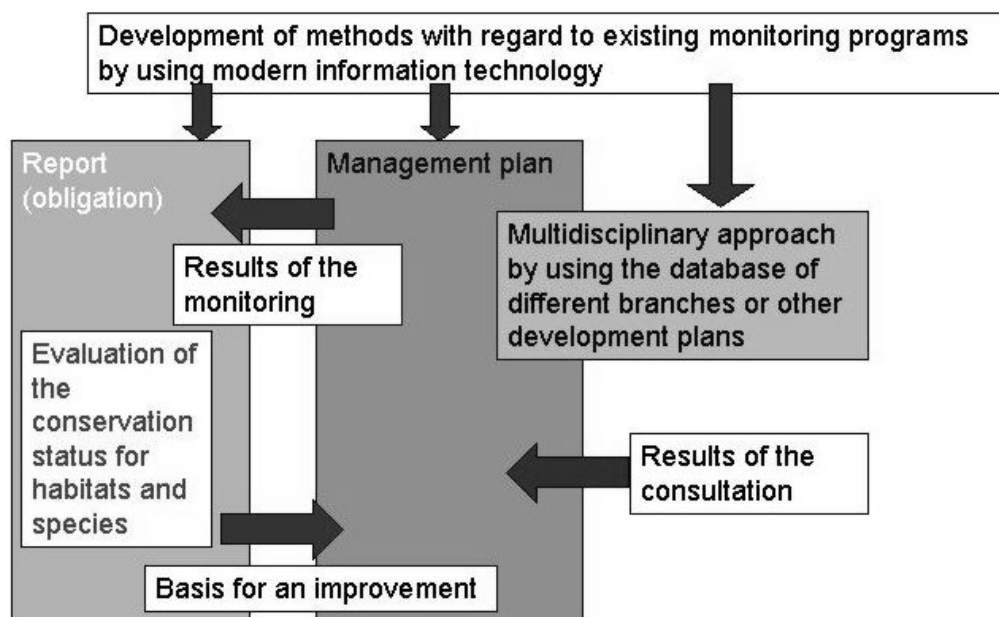 Development of methods with regard to existing monitoring programs
by using modern information technology
Report
(obligation)
Management plan
Multidisciplinary approach
by using the database of
different branches or other
development plans
Results of the
monitoring
Evaluation of
the
conservation
status for
habitats and
species
Results of the
consultation
Basis for an improvement